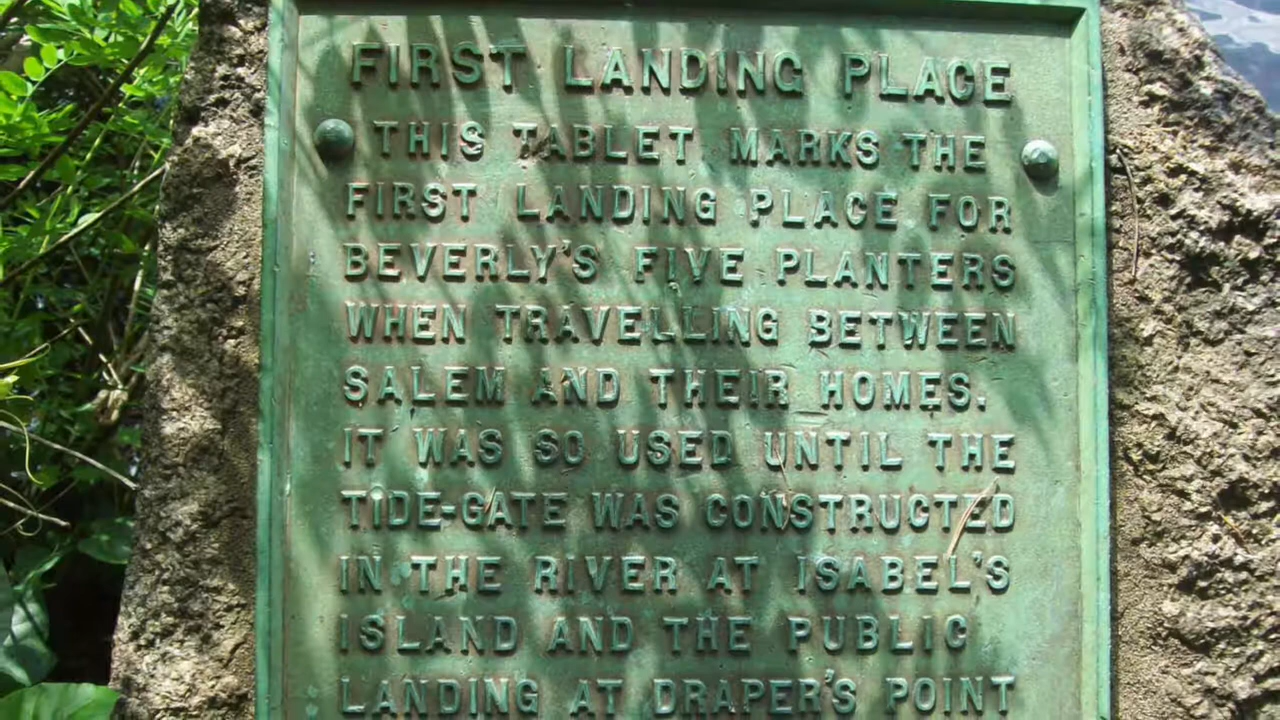 FIRST LANDING PLACE
THIS TABLET MARKS THE
FIRST LANDING PLACE FOR
BEVERLY'S FIVE PLANTERS
WHEN TRAVELLING BETWEEN
SALEM AND THEIR HOMES.
IT WAS SO USED UNTIL THE
TIDE-GATE WAS CONSTRUCTED
IN THE RIVER AT ISABEL'S
ISLAND AND THE PUBLIC
LANDING AT DRAPER'S POINT